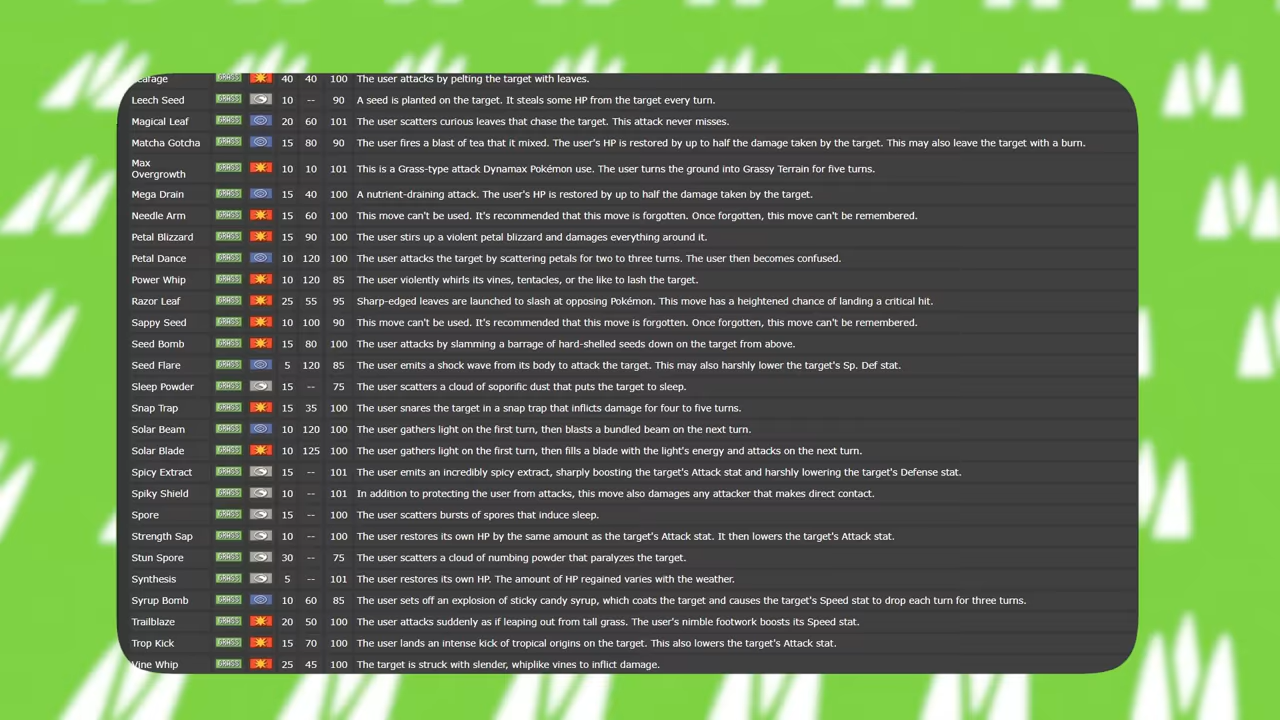 Leafage GRASS 40 40 100 The user attacks by pelting the target with leaves.
Leech Seed GRASS 10 -- 90 A seed is planted on the target. It steals some HP from the target every turn.
Magical Leaf GRASS 20 60 101 The user scatters curious leaves that chase the target. This attack never misses.
Matcha Gotcha GRASS 15 80 90 The user fires a blast of tea that it mixed. The user's HP is restored by up to half the damage taken by the target. This may also leave the target with a burn.
Max
Overgrowth GRASS 10 10 101 This is a Grass-type attack Dynamax Pokémon use. The user turns the ground into Grassy Terrain for five turns.
Mega Drain GRASS 15 40 100 A nutrient-draining attack. The user's HP is restored by up to half the damage taken by the target.
Needle Arm GRASS 15 60 100 This move can't be used. It's recommended that this move is forgotten. Once forgotten, this move can't be remembered.
Petal Blizzard GRASS 15 90 100 The user stirs up a violent petal blizzard and damages everything around it.
Petal Dance GRASS 10 120 100 The user attacks the target by scattering petals for two to three turns. The user then becomes confused.
Power Whip GRASS 10 120 85 The user violently whirls its vines, tentacles, or the like to lash the target.
Razor Leaf GRASS 25 55 95 Sharp-edged leaves are launched to slash at opposing Pokémon. This move has a heightened chance of landing a critical hit.
Sappy Seed GRASS 10 100 90 This move can't be used. It's recommended that this move is forgotten. Once forgotten, this move can't be remembered.
Seed Bomb GRASS 15 80 100 The user attacks by slamming a barrage of hard-shelled seeds down on the target from above.
Seed Flare GRASS 5 120 85 The user emits a shock wave from its body to attack the target. This may also harshly lower the target's Sp. Def stat.
Sleep Powder GRASS 15 -- 75 The user scatters a cloud of soporific dust that puts the target to sleep.
Snap Trap GRASS 15 35 100 The user snares the target in a snap trap that inflicts damage for four to five turns.
Solar Beam GRASS 10 120 100 The user gathers light on the first turn, then blasts a bundled beam on the next turn.
Solar Blade GRASS 10 125 100 The user gathers light on the first turn, then fills a blade with the light's energy and attacks on the next turn.
Spicy Extract GRASS 15 -- 101 The user emits an incredibly spicy extract, sharply boosting the target's Attack stat and harshly lowering the target's Defense stat.
Spiky Shield GRASS 10 -- 101 In addition to protecting the user from attacks, this move also damages any attacker that makes direct contact.
Spore GRASS 15 -- 100 The user scatters bursts of spores that induce sleep.
Strength Sap GRASS 10 -- 100 The user restores its own HP by the same amount as the target's Attack stat. It then lowers the target's Attack stat.
Stun Spore GRASS 30 -- 75 The user scatters a cloud of numbing powder that paralyzes the target.
Synthesis GRASS 5 -- 101 The user restores its own HP. The amount of HP regained varies with the weather.
Syrup Bomb GRASS 10 60 85 The user sets off an explosion of sticky candy syrup, which coats the target and causes the target's Speed stat to drop each turn for three turns.
Trailblaze GRASS 20 50 100 The user attacks suddenly as if leaping out from tall grass. The user's nimble footwork boosts its Speed stat.
Trop Kick GRASS 15 70 100 The user lands an intense kick of tropical origins on the target. This also lowers the target's Attack stat.
Vine Whip GRASS 25 45 100 The target is struck with slender, whiplike vines to inflict damage.